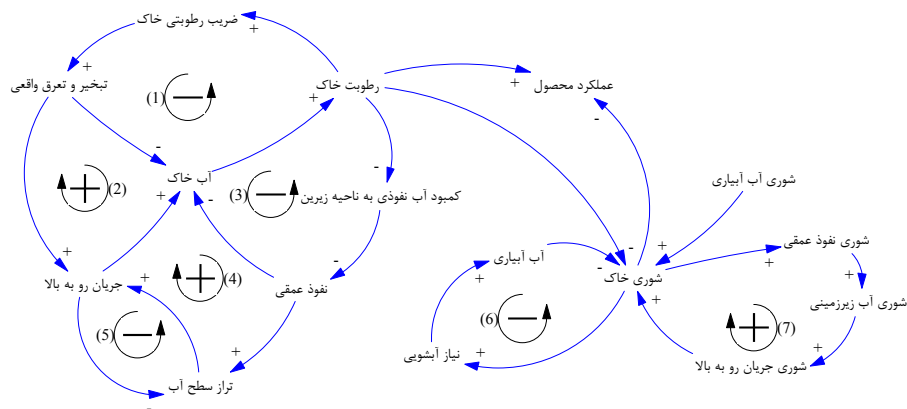 ضریب رطوبتی خاک
تبخیر و تعرق واقعی
رطوبت خاک
عملکرد محصول
(1)
آب خاک
(2)
(3)
کمبود آب نفوذی به ناحیه زیرین
شوری آب آبیاری
جریان رو به بالا
(4)
نفوذ عمقی
آب آبیاری
شوری خاک
شوری نفوذ عمقی
شوری آب زیرزمینی
(5)
(6)
(7)
نیاز آبشویی
شوری جریان رو به بالا
تراز سطح آب